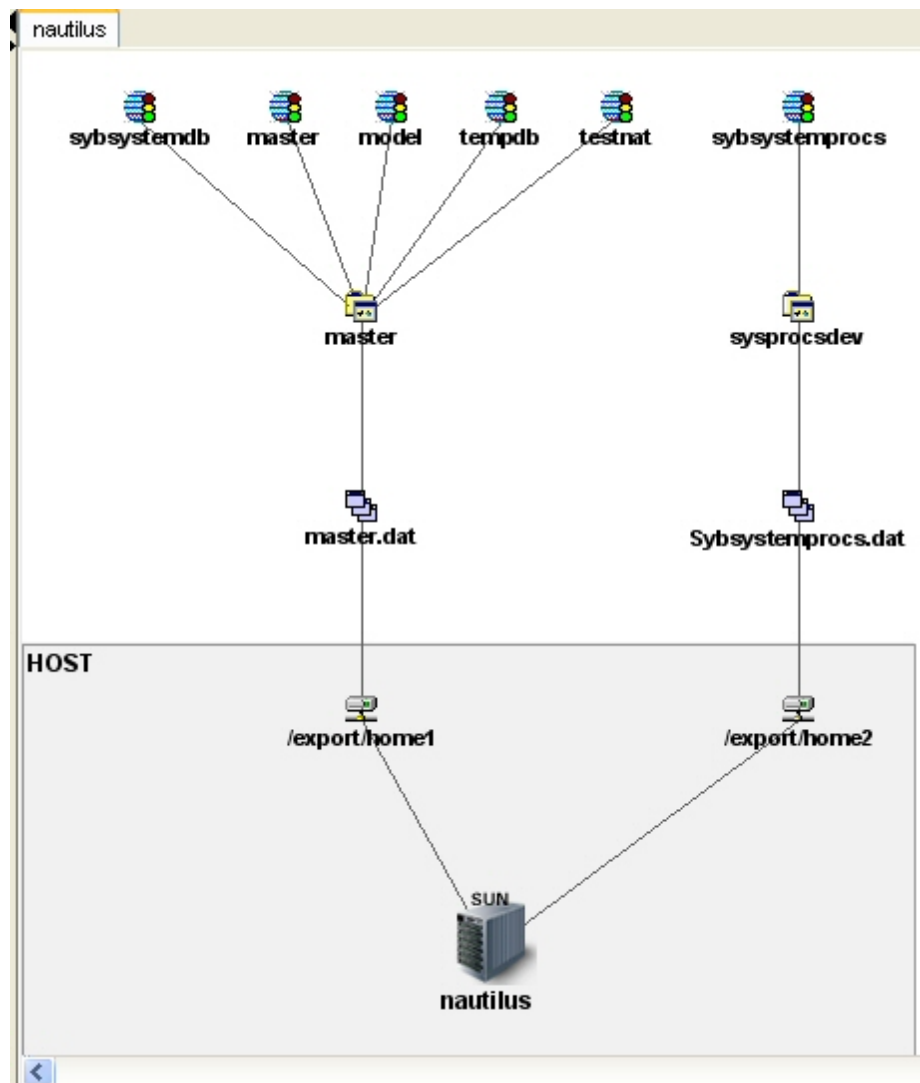 nautilus
sybsystemdb master model tempdb testnat sybsystemprocs
master sysprocsdev
master.dat Sybsystemprocs.dat
HOST
/export/home1 /export/home2
SUN
nautilus